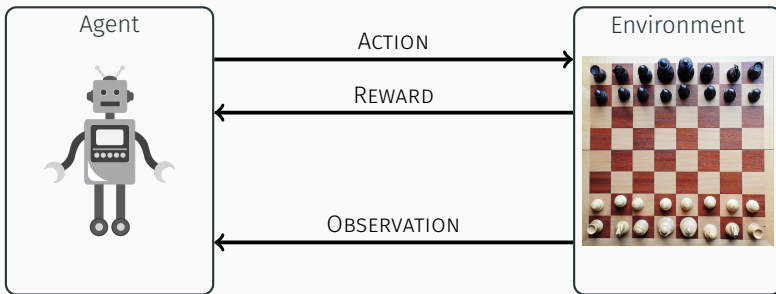 Agent
Environment
ACTION
REWARD
OBSERVATION